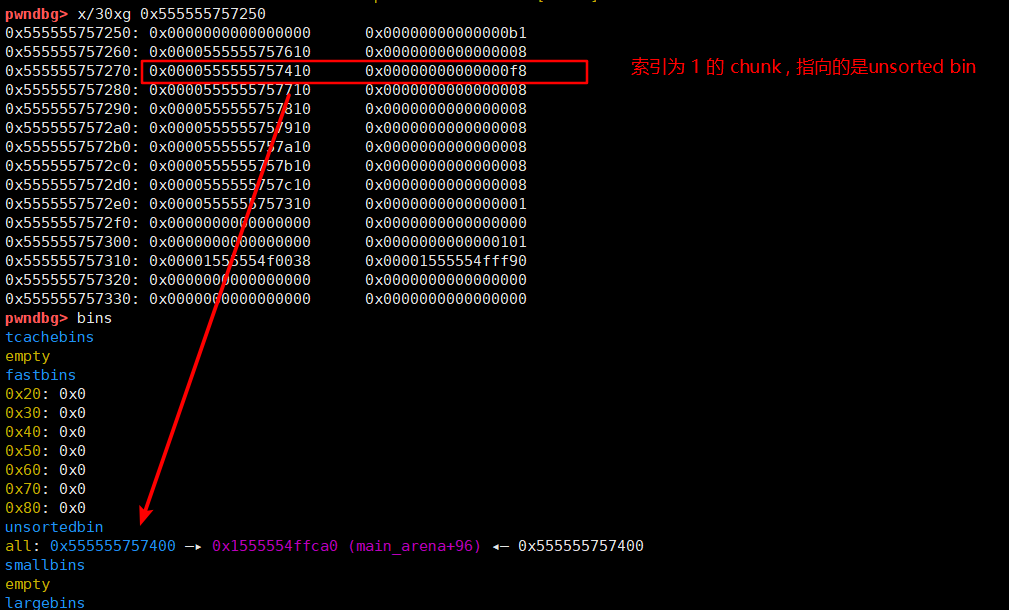 pwndbg> x/30xg 0x555555757250
0x555555757250: 0x0000000000000000 0x00000000000000b1
0x555555757260: 0x0000555555757610 0x0000000000000008
0x555555757270: 0x0000555555757410 0x00000000000000f8
索引为 1 的 chunk , 指向的是unsorted bin
0x555555757280: 0x0000555555757710 0x0000000000000008
0x555555757290: 0x0000555555757810 0x0000000000000008
0x5555557572a0: 0x0000555555757910 0x0000000000000008
0x5555557572b0: 0x0000555555757a10 0x0000000000000008
0x5555557572c0: 0x0000555555757b10 0x0000000000000008
0x5555557572d0: 0x0000555555757c10 0x0000000000000008
0x5555557572e0: 0x0000555555757310 0x0000000000000001
0x5555557572f0: 0x0000000000000000 0x0000000000000000
0x555555757300: 0x0000000000000000 0x0000000000000101
0x555555757310: 0x00001555554f0038 0x00001555554fff90
0x555555757320: 0x0000000000000000 0x0000000000000000
0x555555757330: 0x0000000000000000 0x0000000000000000
pwndbg> bins
tcachebins
empty
fastbins
0x20: 0x0
0x30: 0x0
0x40: 0x0
0x50: 0x0
0x60: 0x0
0x70: 0x0
0x80: 0x0
unsortedbin
all: 0x555555757400 —▸ 0x1555554ffca0 (main_arena+96) ◂— 0x555555757400
smallbins
empty
largebins